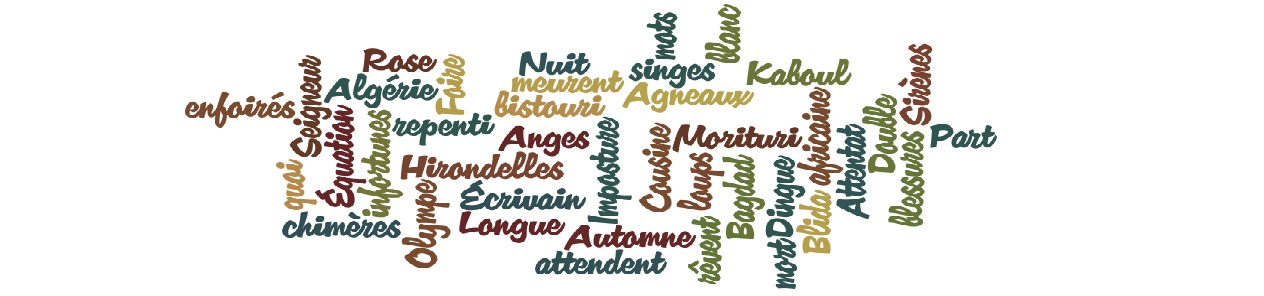 enfoirés
Seigneur
quoi
Rose
Algérie
Équation
infortunes
chimères
Foire
repenti
Hirondelles
Olympe
Nuit
meurent
bistouri
Anges
Écrivain
Longue
Automne
attendent
Imposture
mots
blanc
singes
Agneaux
Kaboul
Cousine
Morituri
loups
Bagdad
rêvent
Dingue
mort
africaine
Blida
Attentat
Double
blessures
Sirènes
Part